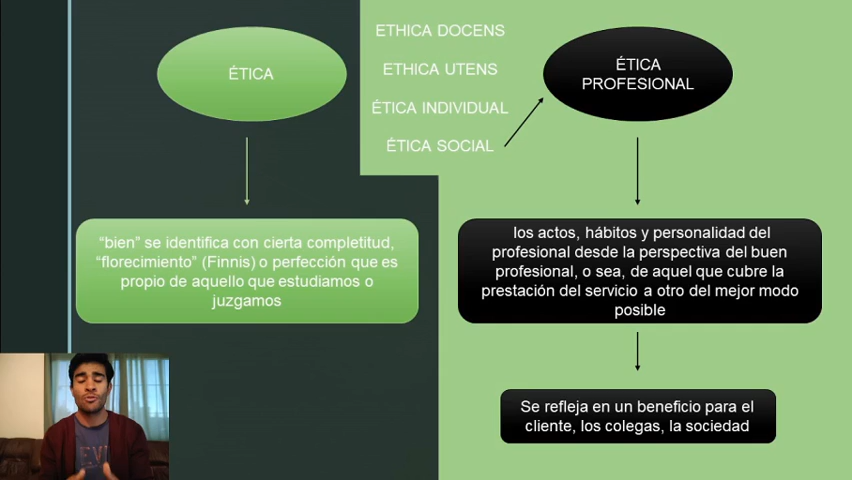 ÉTICA
"bien" se identifica con cierta completitud,
"florecimiento" (Finnis) o perfección que es
propio de aquello que estudiamos o
juzgamos
ETHICA DOCENS
ETHICA UTENS
ÉTICA INDIVIDUAL
ÉTICA SOCIAL
ÉTICA
PROFESIONAL
los actos, hábitos y personalidad del
profesional desde la perspectiva del buen
profesional, o sea, de aquel que cubre la
prestación del servicio a otro del mejor modo
posible
Se refleja en un beneficio para el
cliente, los colegas, la sociedad